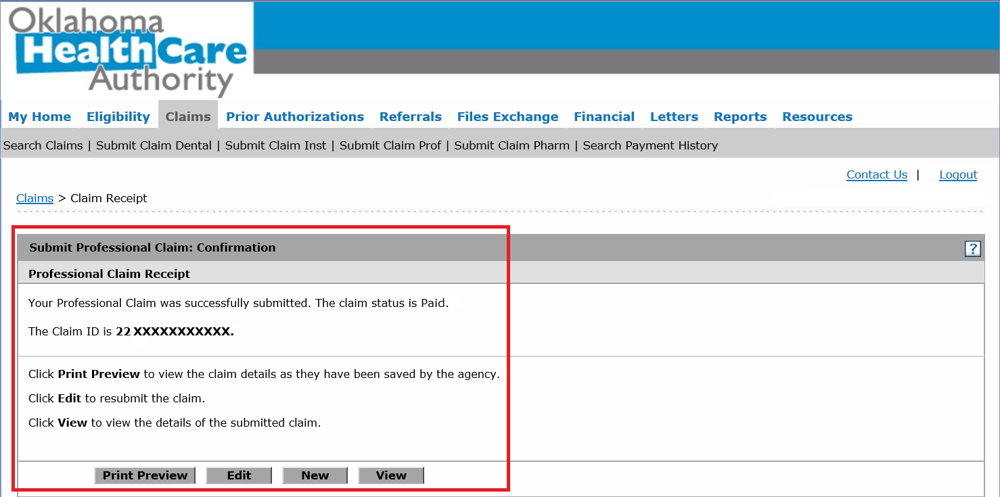 Oklahoma
HealthCare
Authority
My Home Eligibility Claims Prior Authorizations Referrals Files Exchange Financial Letters Reports Resources
Search Claims | Submit Claim Dental | Submit Claim Inst | Submit Claim Prof | Submit Claim Pharm | Search Payment History
Contact Us | Logout
Claims > Claim Receipt
Submit Professional Claim: Confirmation ?
Professional Claim Receipt
Your Professional Claim was successfully submitted. The claim status is Paid.
The Claim ID is 22 XXXXXXXXXXX.
Click Print Preview to view the claim details as they have been saved by the agency.
Click Edit to resubmit the claim.
Click View to view the details of the submitted claim.
Print Preview Edit New View